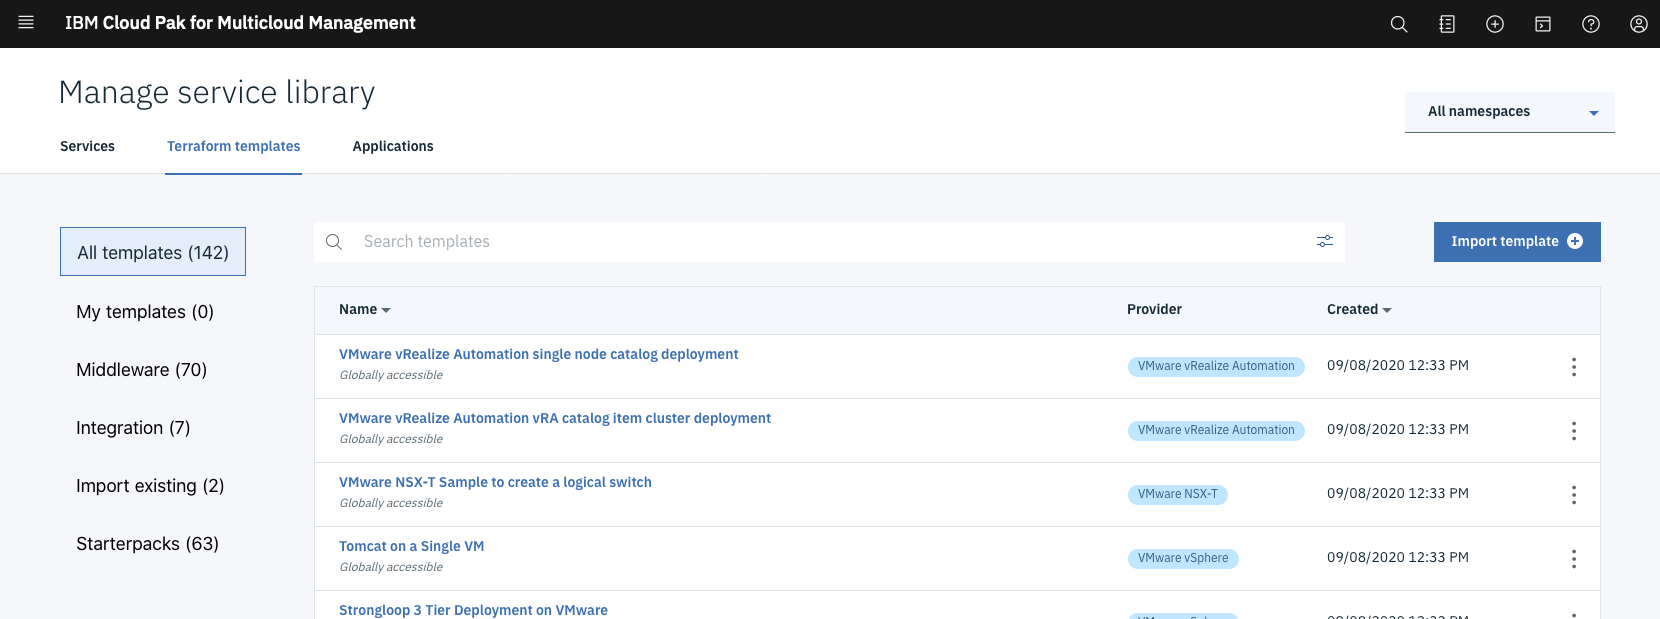 IBM Cloud Pak for Multicloud Management
Manage service library
All namespaces
Services Terraform templates Applications
All templates (142)
My templates (0)
Middleware (70)
Integration (7)
Import existing (2)
Starterpacks (63)
Search templates
Import template
Name Provider Created
VMware vRealize Automation single node catalog deployment
Globally accessible
VMware vRealize Automation
09/08/2020 12:33 PM
VMware vRealize Automation vRA catalog item cluster deployment
Globally accessible
VMware vRealize Automation
09/08/2020 12:33 PM
VMware NSX-T Sample to create a logical switch
Globally accessible
VMware NSX-T
09/08/2020 12:33 PM
Tomcat on a Single VM
Globally accessible
VMware vSphere
09/08/2020 12:33 PM
Strongloop 3 Tier Deployment on VMware